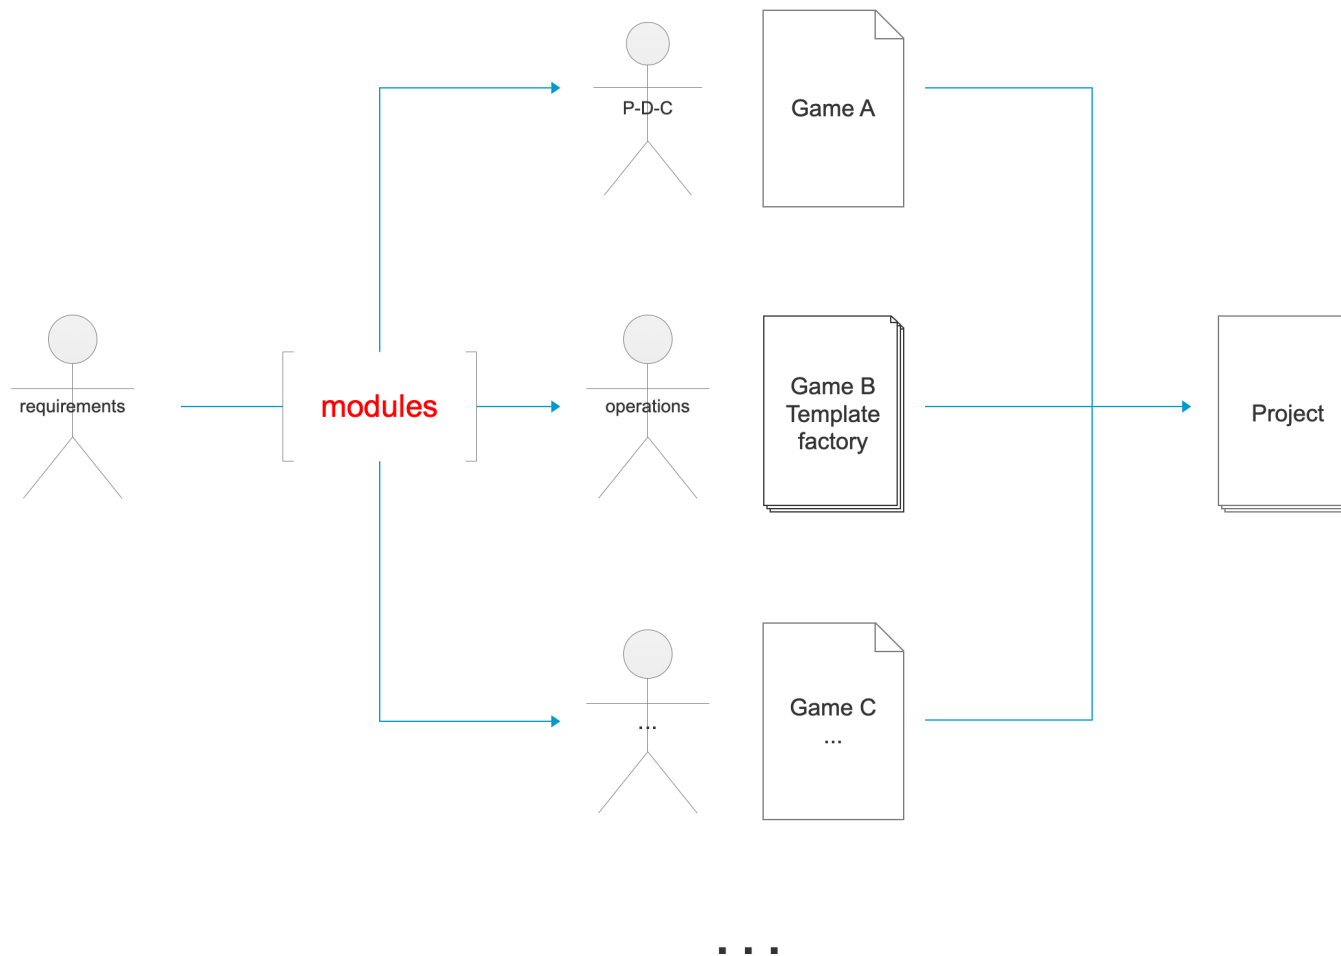 P-D-C
Game A
requirements
modules
operations
Game B
Template
factory
Project
...
Game C
...
...